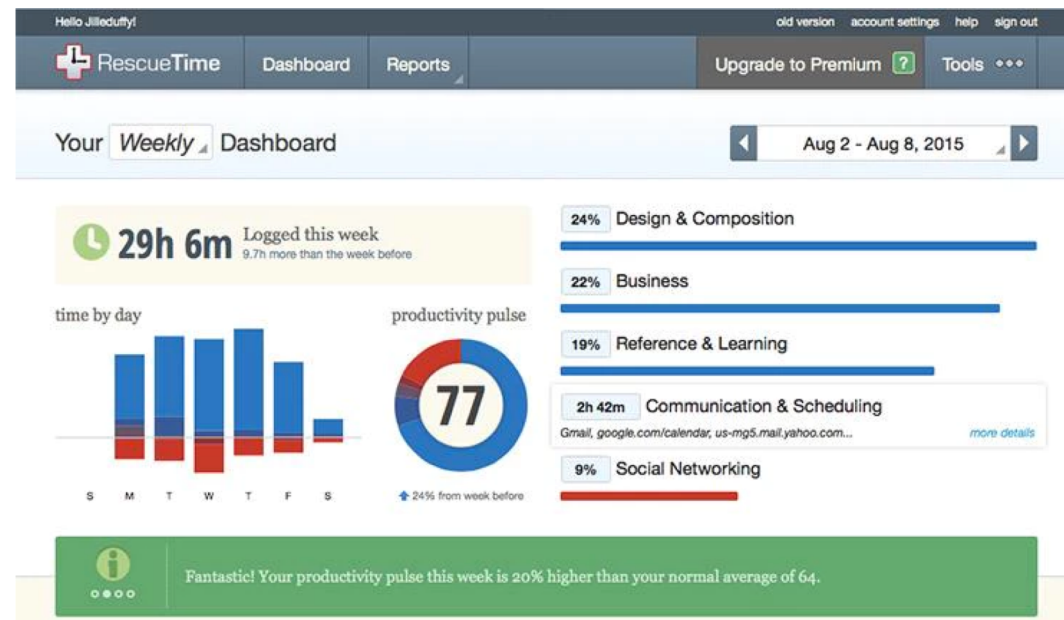 Hello Jilleduffy!
old version account settings help sign out
RescueTime Dashboard Reports Upgrade to Premium ? Tools
Your Weekly Dashboard
Aug 2 - Aug 8, 2015
29h 6m Logged this week
9.7h more than the week before
time by day
S M T W T F S
productivity pulse
77
24% from week before
24% Design & Composition
22% Business
19% Reference & Learning
2h 42m Communication & Scheduling
Gmail, google.com/calendar, us-mg5.mail.yahoo.com... more details
9% Social Networking
Fantastic! Your productivity pulse this week is 20% higher than your normal average of 64.